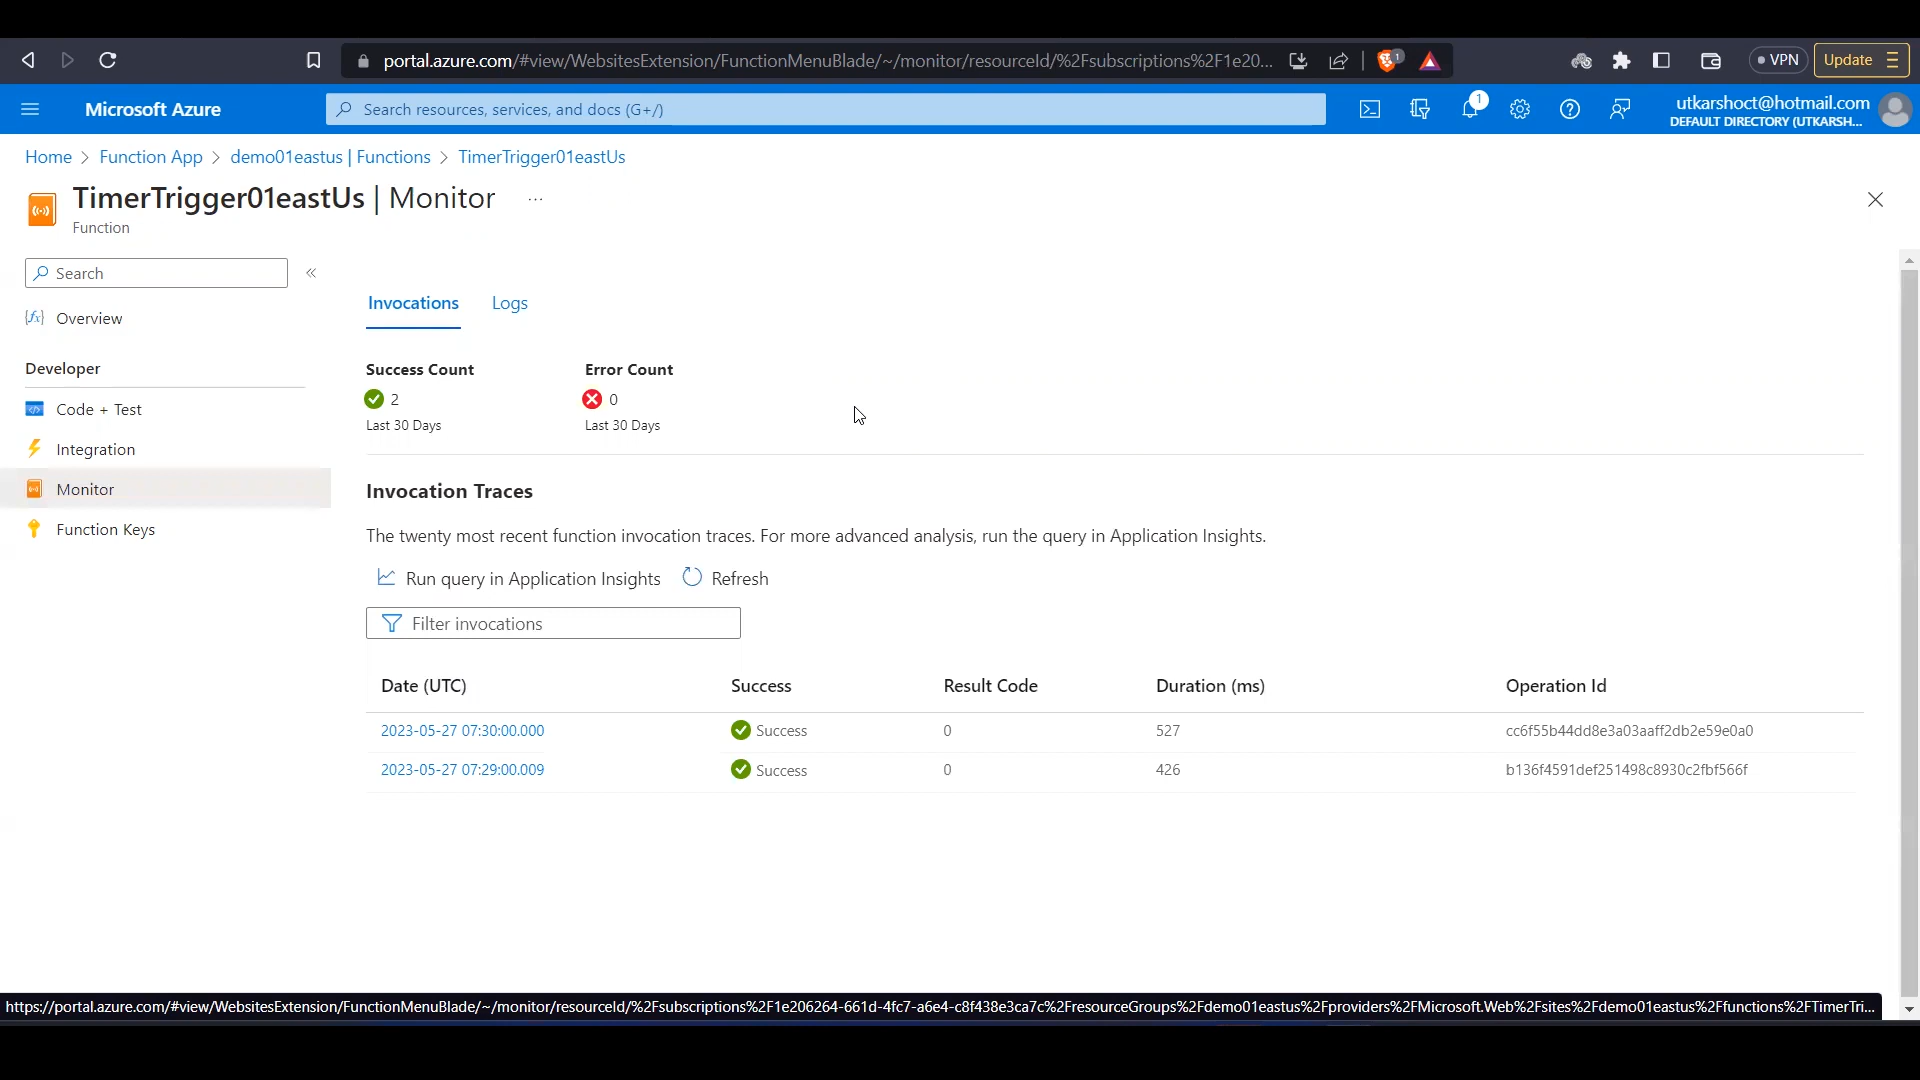 portal.azure.com/#view/WebsitesExtension/FunctionMenuBlade/~/monitor/resourceId/%2Fsubscriptions%2F1e20... 1 VPN Update
Microsoft Azure Search resources, services, and docs (G+/) 1 utkarshoct@hotmail.com
DEFAULT DIRECTORY (UTKARSH...
Home > Function App > demo01eastus | Functions > TimerTrigger01eastUs
TimerTrigger01eastUs | Monitor ...
Function
Search «
Overview
Developer
Code + Test
Integration
Monitor
Function Keys
Invocations Logs
Success Count Error Count
2 0
Last 30 Days Last 30 Days
Invocation Traces
The twenty most recent function invocation traces. For more advanced analysis, run the query in Application Insights.
Run query in Application Insights Refresh
Filter invocations
Date (UTC) Success Result Code Duration (ms) Operation Id
2023-05-27 07:30:00.000 Success 0 527 cc6f55b44dd8e3a03aaff2db2e59e0a0
2023-05-27 07:29:00.009 Success 0 426 b136f4591def251498c8930c2fbf566f
https://portal.azure.com/#view/WebsitesExtension/FunctionMenuBlade/~/monitor/resourceId/%2Fsubscriptions%2F1e206264-661d-4fc7-a6e4-c8f438e3ca7c%2FresourceGroups%2Fdemo01eastus%2Fproviders%2FMicrosoft.Web%2Fsites%2Fdemo01eastus%2Ffunctions%2FTimerTri...